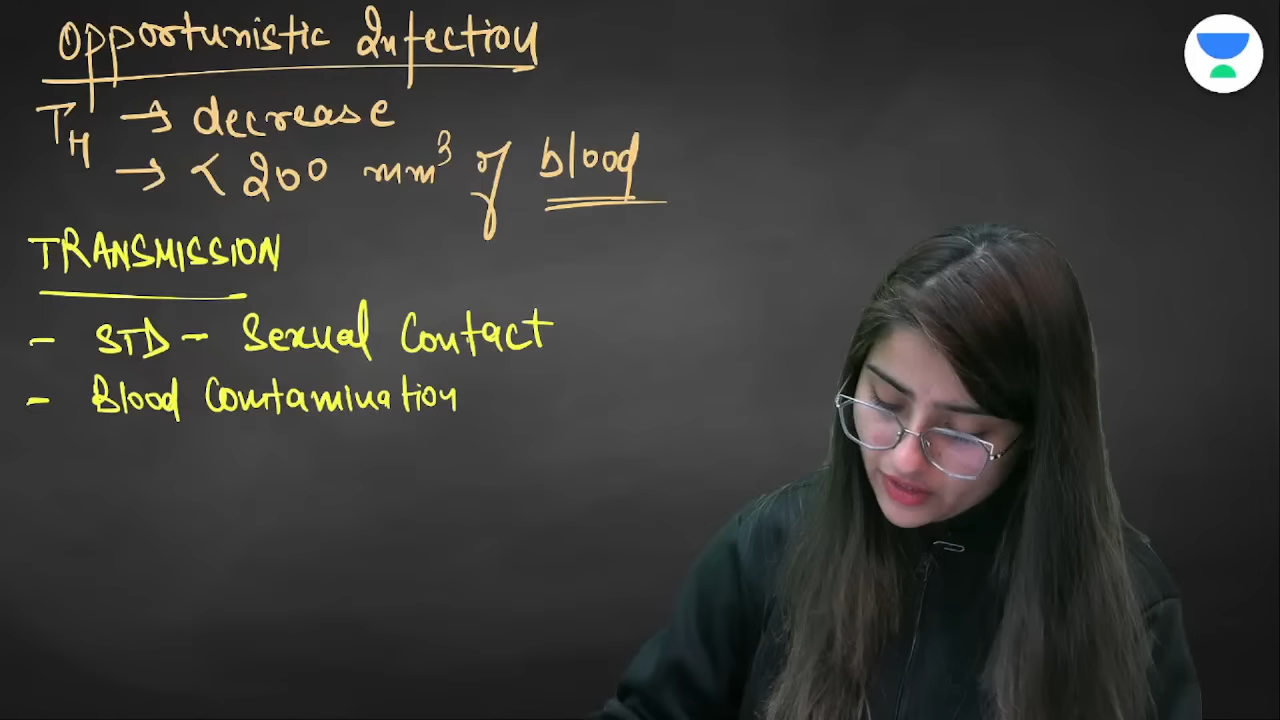 Opportunistic Infection
TH → decrease
→ < 200 mm³ of blood
TRANSMISSION
- STD - Sexual Contact
- Blood Contamination